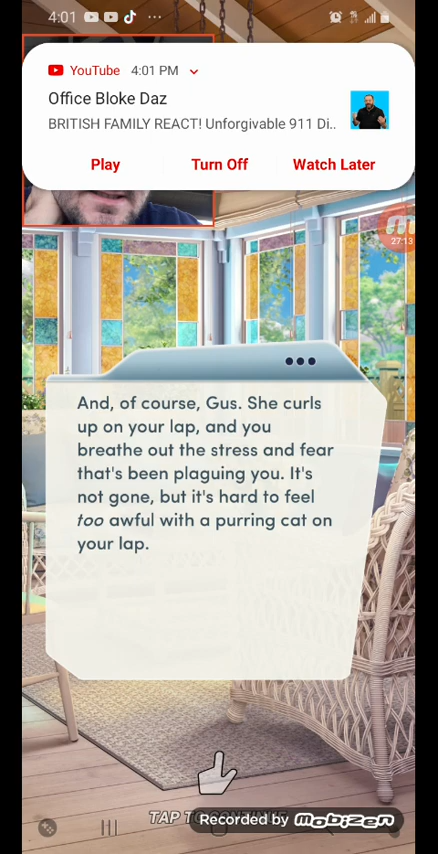 4:01
YouTube 4:01 PM
Office Bloke Daz
BRITISH FAMILY REACT! Unforgivable 911 Di..
Play Turn Off Watch Later
27:13
And, of course, Gus. She curls
up on your lap, and you
breathe out the stress and fear
that's been plaguing you. It's
not gone, but it's hard to feel
too awful with a purring cat on
your lap.
TAP
Recorded by Mobizen